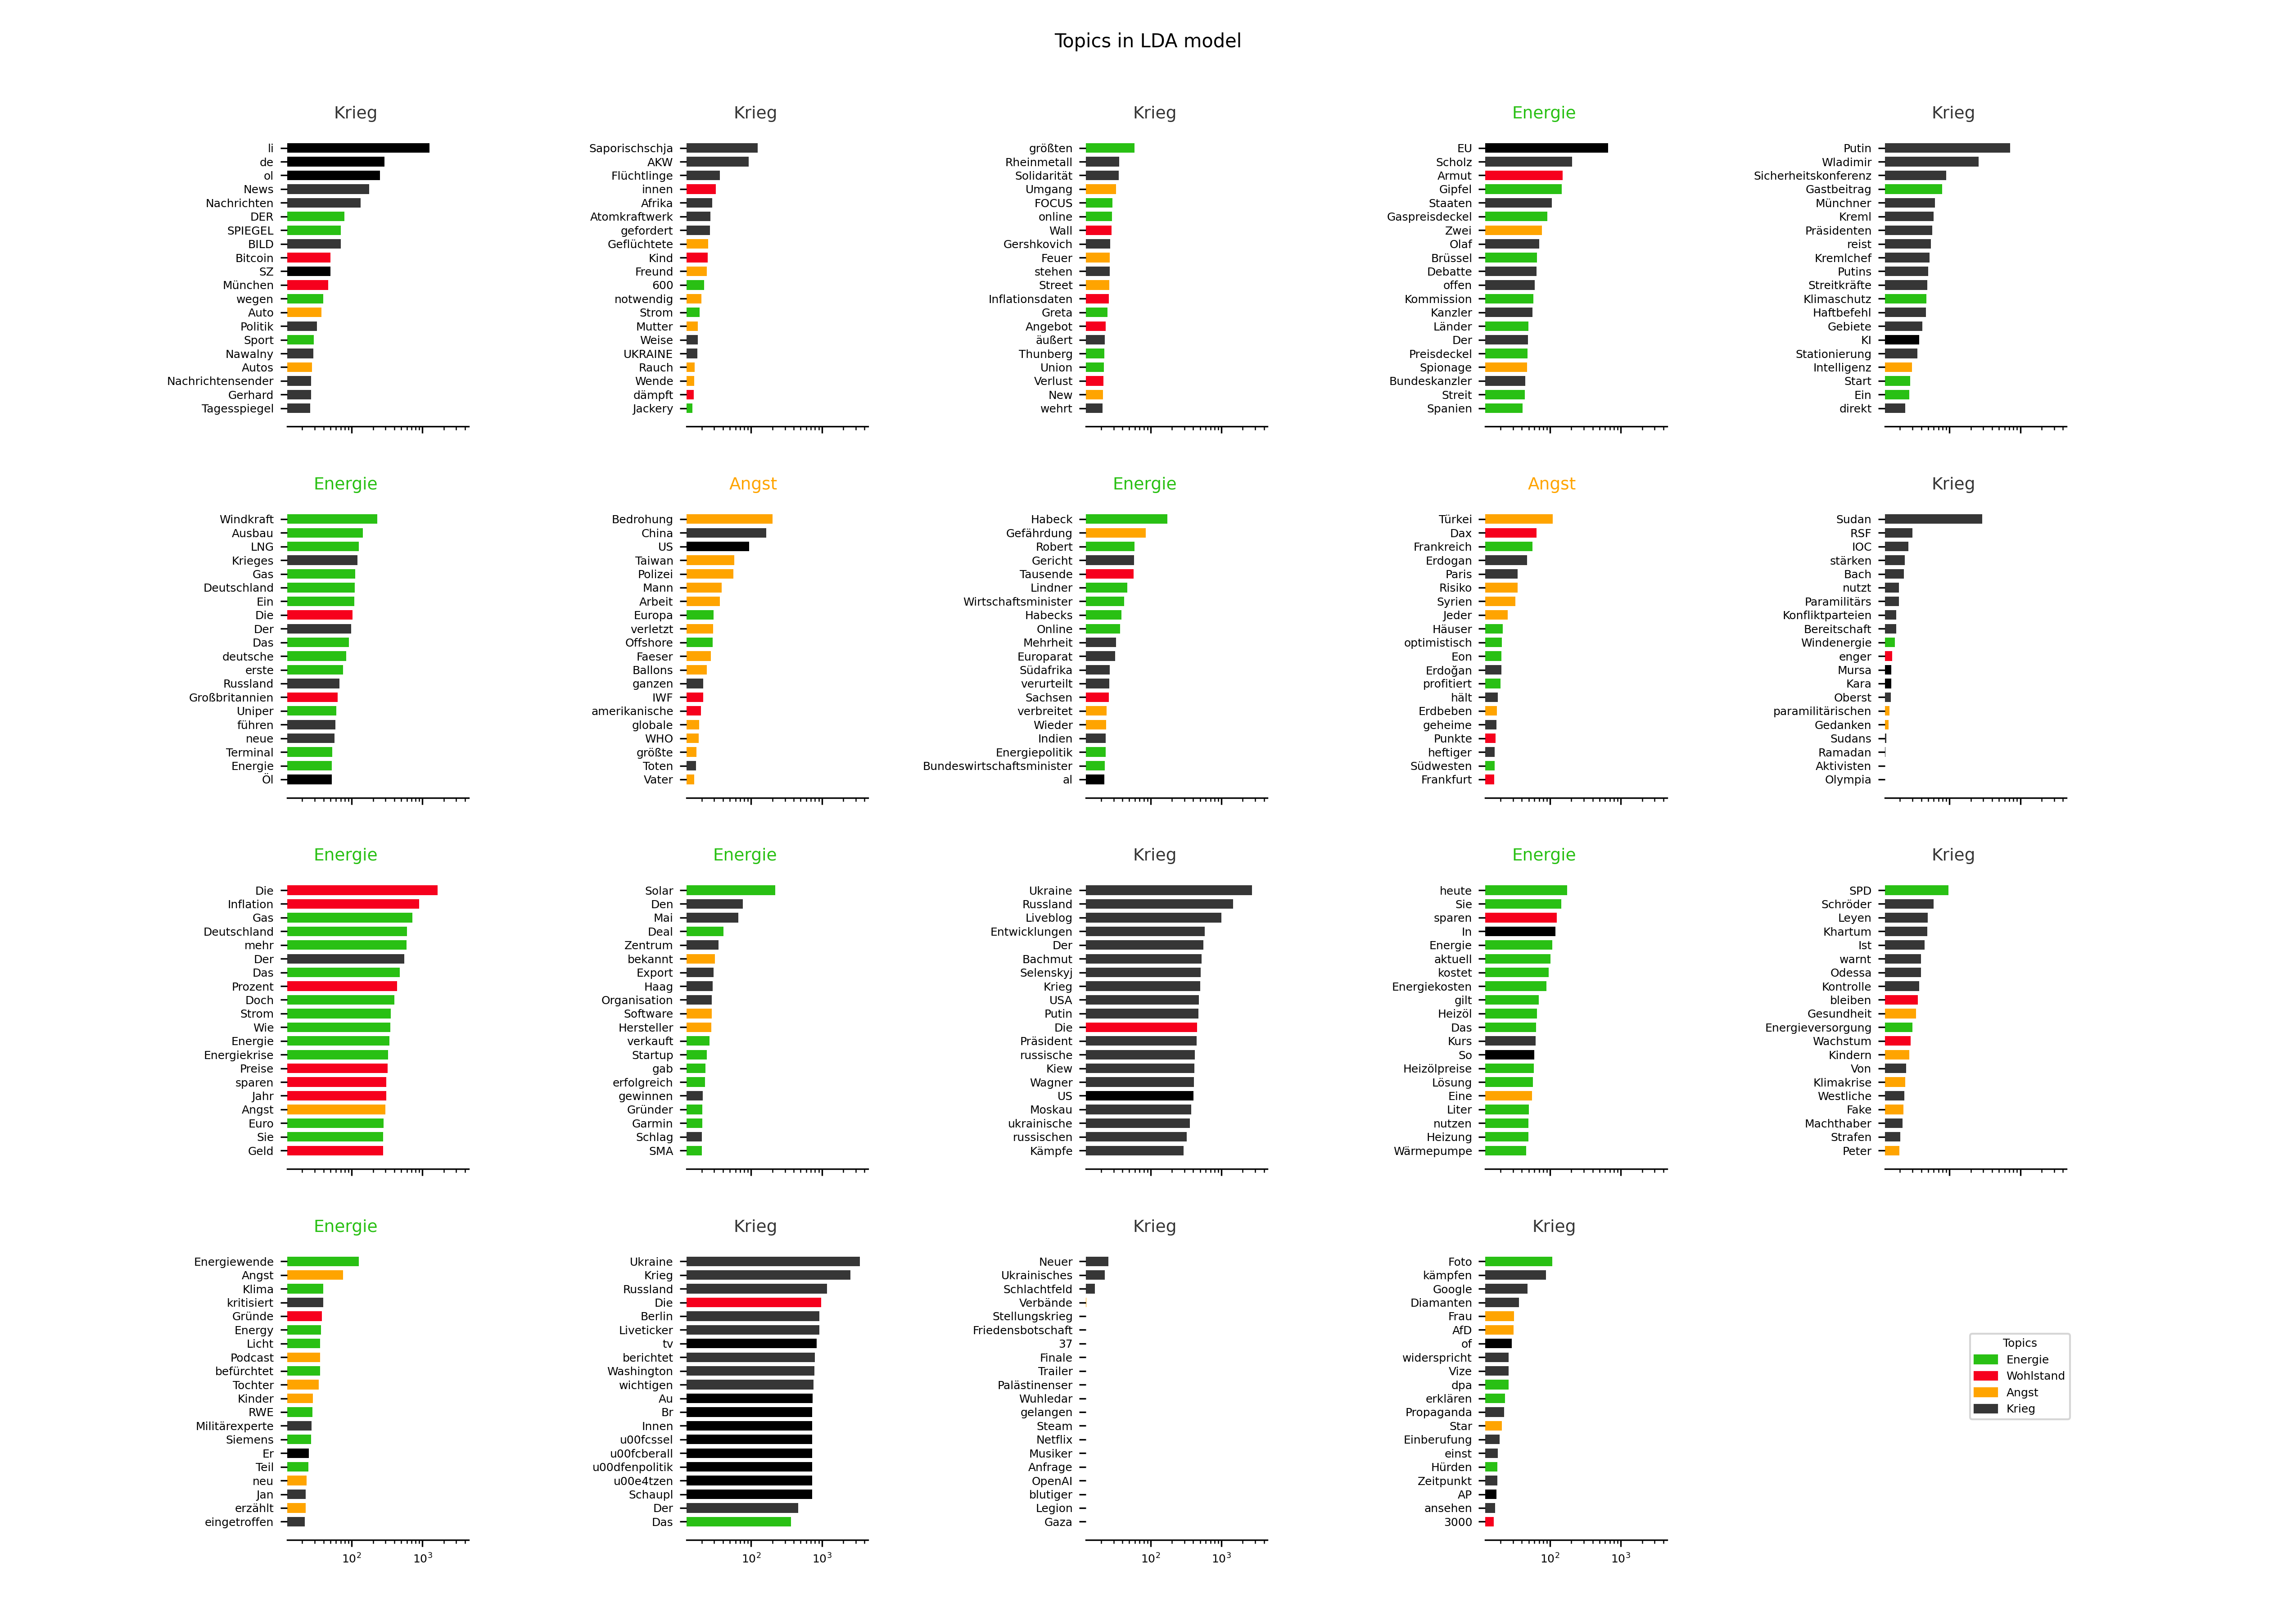 Topics in LDA model
Krieg
li
de
ol
News
Nachrichten
DER
SPIEGEL
BILD
Bitcoin
SZ
München
wegen
Auto
Politik
Sport
Nawalny
Autos
Nachrichtensender
Gerhard
Tagesspiegel
Krieg
Saporischschja
AKW
Flüchtlinge
innen
Afrika
Atomkraftwerk
gefordert
Geflüchtete
Kind
Freund
600
notwendig
Strom
Mutter
Weise
UKRAINE
Rauch
Wende
dämpft
Jackery
Krieg
größten
Rheinmetall
Solidarität
Umgang
FOCUS
online
Wall
Gershkovich
Feuer
stehen
Street
Inflationsdaten
Greta
Angebot
äußert
Thunberg
Union
Verlust
New
wehrt
Energie
EU
Scholz
Armut
Gipfel
Staaten
Gaspreisdeckel
Zwei
Olaf
Brüssel
Debatte
offen
Kommission
Kanzler
Länder
Der
Preisdeckel
Spionage
Bundeskanzler
Streit
Spanien
Krieg
Putin
Wladimir
Sicherheitskonferenz
Gastbeitrag
Münchner
Kreml
Präsidenten
reist
Kremlchef
Putins
Streitkräfte
Klimaschutz
Haftbefehl
Gebiete
KI
Stationierung
Intelligenz
Start
Ein
direkt
Energie
Windkraft
Ausbau
LNG
Krieges
Gas
Deutschland
Ein
Die
Der
Das
deutsche
erste
Russland
Großbritannien
Uniper
führen
neue
Terminal
Energie
Öl
Angst
Bedrohung
China
US
Taiwan
Polizei
Mann
Arbeit
Europa
verletzt
Offshore
Faeser
Ballons
ganzen
IWF
amerikanische
globale
WHO
größte
Toten
Vater
Energie
Habeck
Gefährdung
Robert
Gericht
Tausende
Lindner
Wirtschaftsminister
Habecks
Online
Mehrheit
Europarat
Südafrika
verurteilt
Sachsen
verbreitet
Wieder
Indien
Energiepolitik
Bundeswirtschaftsminister
al
Angst
Türkei
Dax
Frankreich
Erdogan
Paris
Risiko
Syrien
Jeder
Häuser
optimistisch
Eon
Erdoğan
profitiert
hält
Erdbeben
geheime
Punkte
heftiger
Südwesten
Frankfurt
Krieg
Sudan
RSF
IOC
stärken
Bach
nutzt
Paramilitärs
Konfliktparteien
Bereitschaft
Windenergie
enger
Mursa
Kara
Oberst
paramilitärischen
Gedanken
Sudans
Ramadan
Aktivisten
Olympia
Energie
Die
Inflation
Gas
Deutschland
mehr
Der
Das
Prozent
Doch
Strom
Wie
Energie
Energiekrise
Preise
sparen
Jahr
Angst
Euro
Sie
Geld
Energie
Solar
Den
Mai
Deal
Zentrum
bekannt
Export
Haag
Organisation
Software
Hersteller
verkauft
Startup
gab
erfolgreich
gewinnen
Gründer
Garmin
Schlag
SMA
Krieg
Ukraine
Russland
Liveblog
Entwicklungen
Der
Bachmut
Selenskyj
Krieg
USA
Putin
Die
Präsident
russische
Kiew
Wagner
US
Moskau
ukrainische
russischen
Kämpfe
Energie
heute
Sie
sparen
In
Energie
aktuell
kostet
Energiekosten
gilt
Heizöl
Das
Kurs
So
Heizölpreise
Lösung
Eine
Liter
nutzen
Heizung
Wärmepumpe
Krieg
SPD
Schröder
Leyen
Khartum
Ist
warnt
Odessa
Kontrolle
bleiben
Gesundheit
Energieversorgung
Wachstum
Kindern
Von
Klimakrise
Westliche
Fake
Machthaber
Strafen
Peter
Energie
Energiewende
Angst
Klima
kritisiert
Gründe
Energy
Licht
Podcast
befürchtet
Tochter
Kinder
RWE
Militärexperte
Siemens
Er
Teil
neu
Jan
erzählt
eingetroffen
10² 10³
Krieg
Ukraine
Krieg
Russland
Die
Berlin
Liveticker
tv
berichtet
Washington
wichtigen
Au
Br
Innen
u00fcssel
u00fcberall
u00dfenpolitik
u00e4tzen
Schaupl
Der
Das
10² 10³
Krieg
Neuer
Ukrainisches
Schlachtfeld
Verbände
Stellungskrieg
Friedensbotschaft
37
Finale
Trailer
Palästinenser
Wuhledar
gelangen
Steam
Netflix
Musiker
Anfrage
OpenAI
blutiger
Legion
Gaza
10² 10³
Krieg
Foto
kämpfen
Google
Diamanten
Frau
AfD
of
widerspricht
Vize
dpa
erklären
Propaganda
Star
Einberufung
einst
Hürden
Zeitpunkt
AP
ansehen
3000
10² 10³
Topics
Energie
Wohlstand
Angst
Krieg